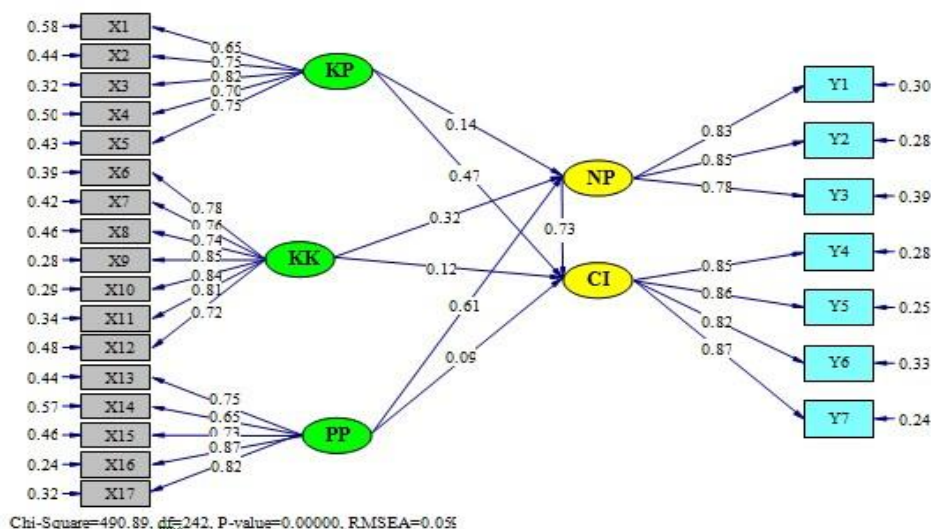 0.58 X1
0.44 X2
0.32 X3
0.50 X4
0.43 X5
0.39 X6
0.42 X7
0.46 X8
0.28 X9
0.29 X10
0.34 X11
0.48 X12
0.44 X13
0.57 X14
0.46 X15
0.24 X16
0.32 X17
0.65
0.75
0.82
0.70
0.75
KP
0.78
0.76
0.74
0.85
0.84
0.81
0.72
KK
0.75
0.65
0.73
0.87
0.82
PP
0.14
0.47
0.32
0.12
0.61
0.09
NP
0.73
CI
0.83
0.85
0.78
0.85
0.86
0.82
0.87
Y1 0.30
Y2 0.28
Y3 0.39
Y4 0.28
Y5 0.25
Y6 0.33
Y7 0.24
Chi-Square=490.89, df=242, P-value=0.00000,